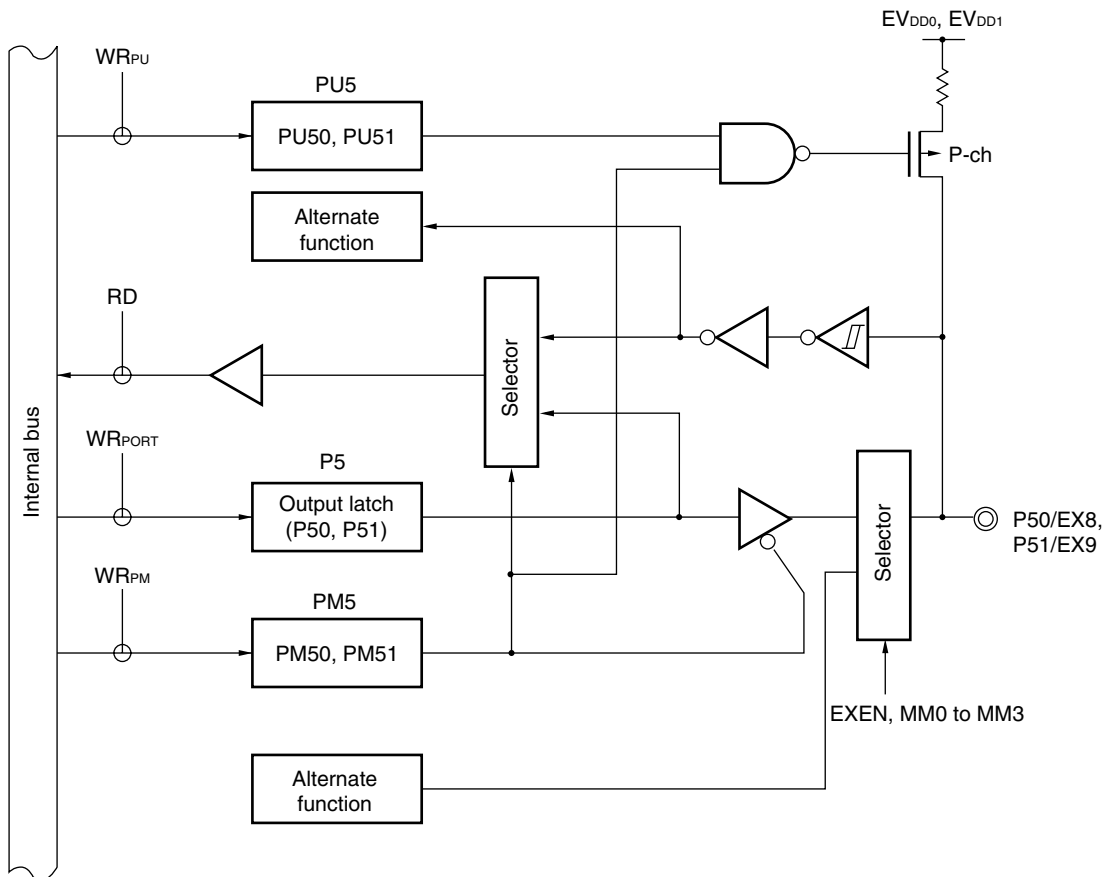 EVDD0, EVDD1
WRPU
PU5
PU50, PU51
P-ch
Alternate
function
RD
Selector
Internal bus
WRPORT
P5
Output latch
(P50, P51)
Selector
P50/EX8,
P51/EX9
WRPM
PM5
PM50, PM51
EXEN, MM0 to MM3
Alternate
function